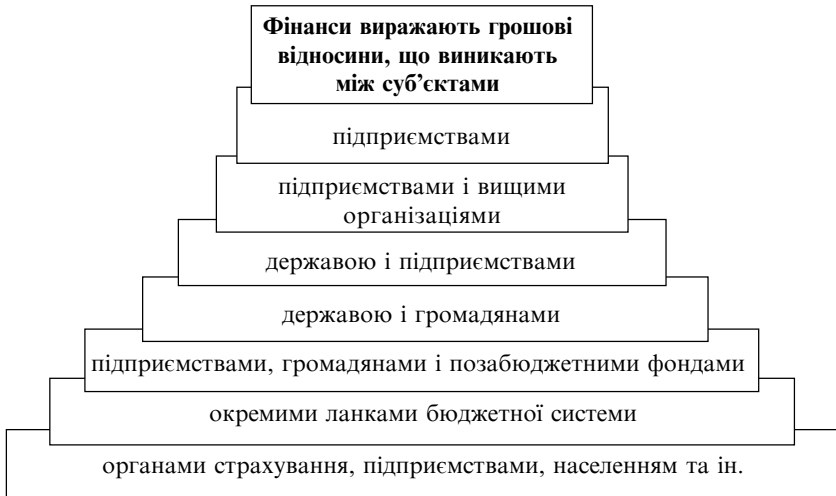 Фінанси виражають грошові
відносини, що виникають
між суб’єктами
підприємствами
підприємствами і вищими
організаціями
державою і підприємствами
державою і громадянами
підприємствами, громадянами і позабюджетними фондами
окремими ланками бюджетної системи
органами страхування, підприємствами, населенням та ін.